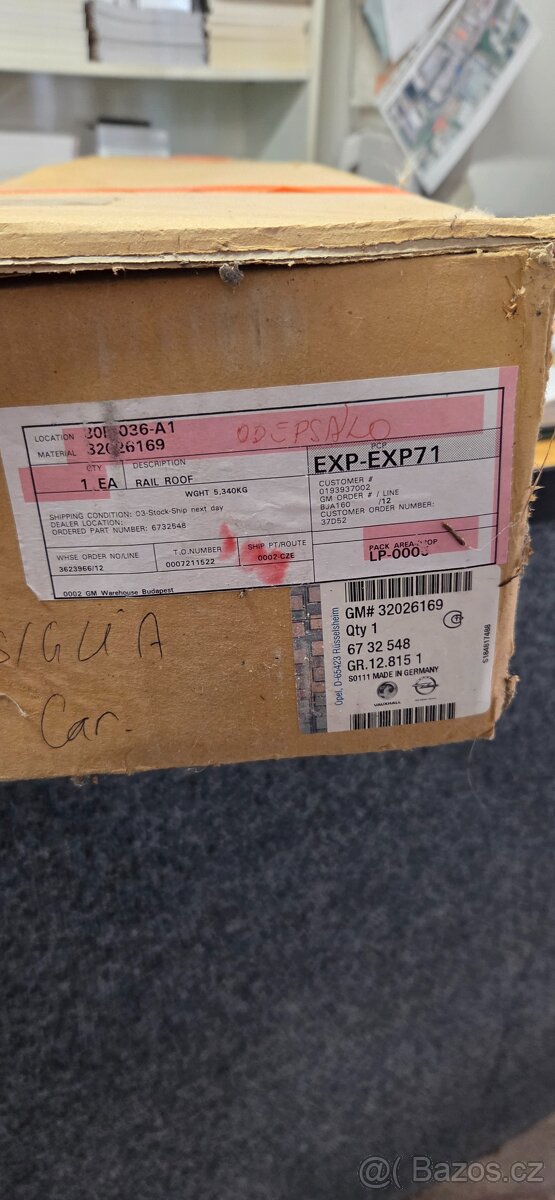 LOCATION 036-A1 ODEPSALO
MATERIAL 32026169
QTY DESCRIPTION PCP
1 EA RAIL ROOF EXP-EXP71
WGHT 5.340KG
CUSTOMER #
0193937002
GM ORDER # / LINE
BJA160 /12
CUSTOMER ORDER NUMBER:
37D52
SHIPPING CONDITION: 03-Stock-Ship next day
DEALER LOCATION:
ORDERED PART NUMBER: 6732548
WHSE ORDER NO/LINE T.O.NUMBER SHIP PT/ROUTE PACK AREA
3623966/12 0007211522 0002-CZE
0002 GM Warehouse Budapest
Opel, D-65423 Rüsselsheim
GM# 32026169
Qty 1
67 32 548
GR.12.815 1
S0111 MADE IN GERMANY
VAUXHALL
S184817488
SIGNIA
Car.
@( Bazos.cz